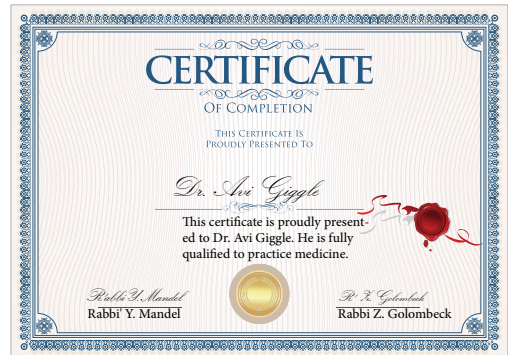 CERTIFICATE
OF COMPLETION
THIS CERTIFICATE IS
PROUDLY PRESENTED TO
Dr. Avi Giggle
This certificate is proudly present-
ed to Dr. Avi Giggle. He is fully
qualified to practice medicine.
Rabbi Y. Mandel
R' Z. Golombeck
Rabbi' Y. Mandel
Rabbi Z. Golombeck